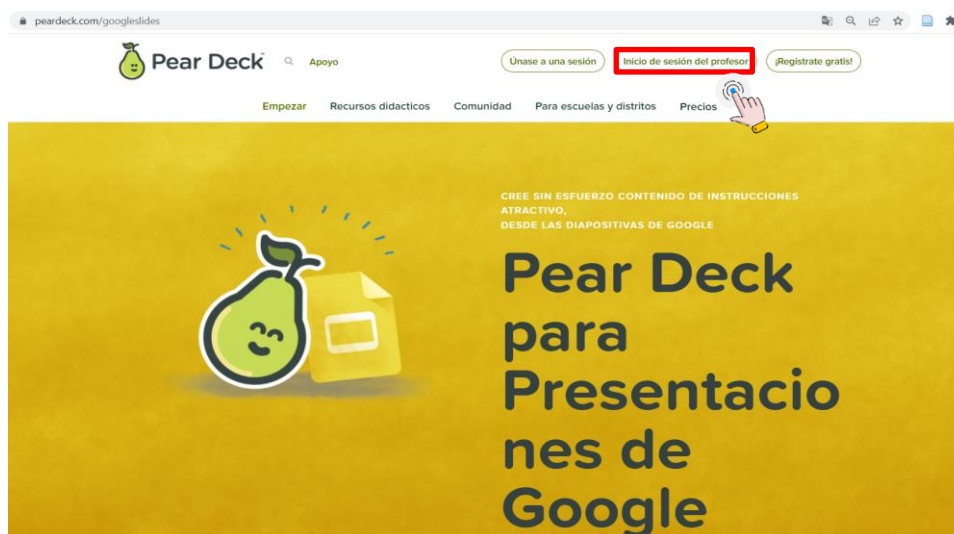 peardeck.com/googleslides
Pear Deck
Apoyo
Únase a una sesión
Inicio de sesión del profesor
¡Registrate gratis!
Empezar
Recursos didacticos
Comunidad
Para escuelas y distritos
Precios
CREE SIN ESFUERZO CONTENIDO DE INSTRUCCIONES
ATRACTIVO,
DESDE LAS DIAPOSITIVAS DE GOOGLE
Pear Deck
para
Presentacio
nes de
Google